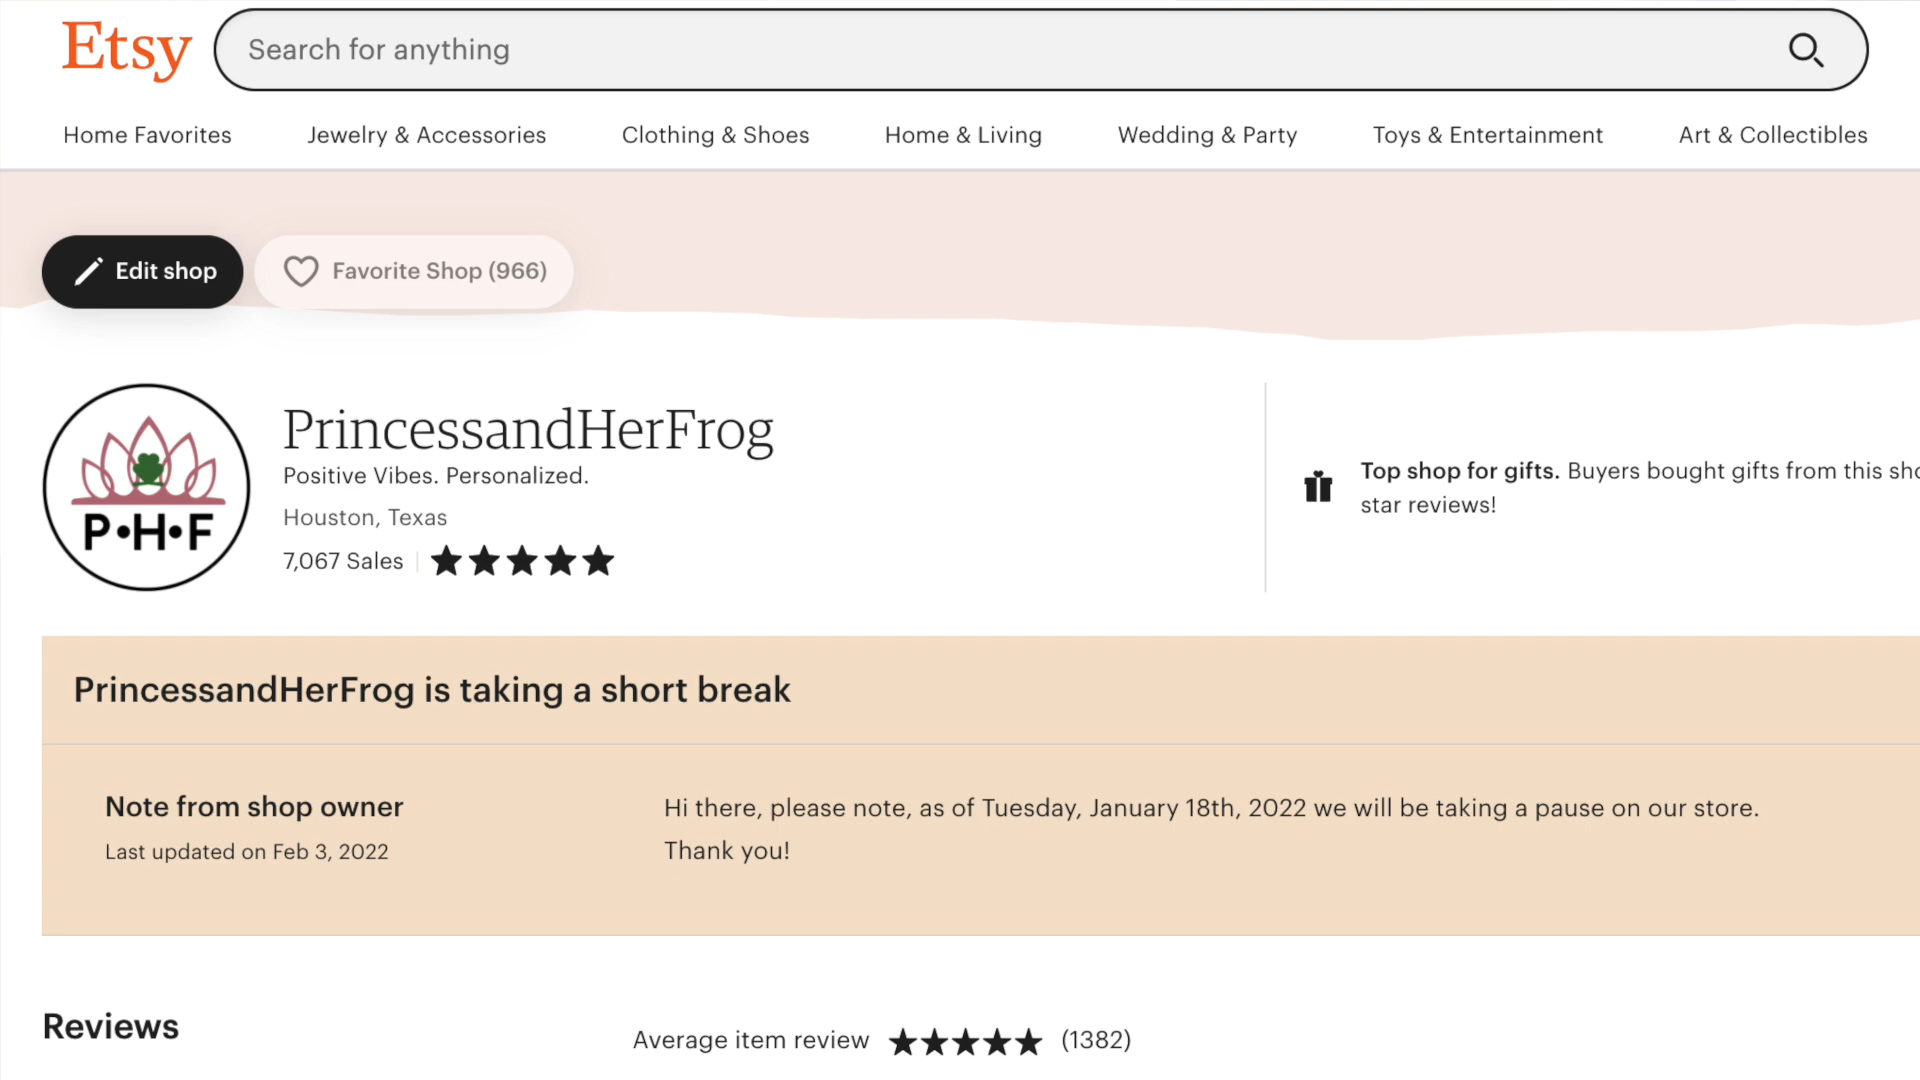 Etsy
Search for anything
Home Favorites
Jewelry & Accessories
Clothing & Shoes
Home & Living
Wedding & Party
Toys & Entertainment
Art & Collectibles
Edit shop
Favorite Shop (966)
P•H•F
PrincessandHerFrog
Positive Vibes. Personalized.
Houston, Texas
7,067 Sales
Top shop for gifts. Buyers bought gifts from this
star reviews!
PrincessandHerFrog is taking a short break
Note from shop owner
Last updated on Feb 3, 2022
Hi there, please note, as of Tuesday, January 18th, 2022 we will be taking a pause on our store.
Thank you!
Reviews
Average item review
(1382)